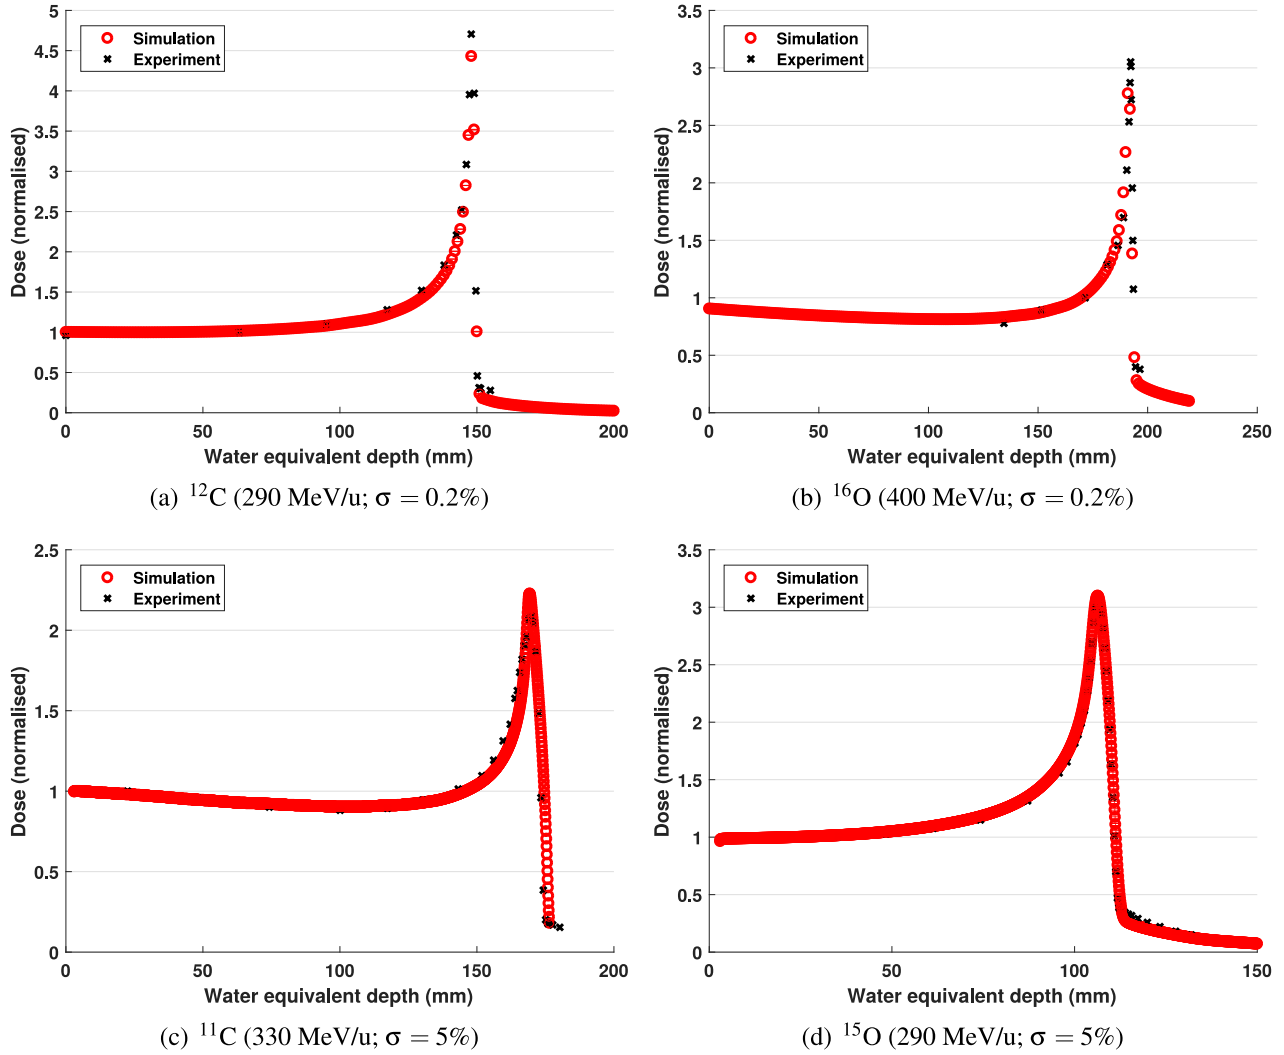 5
4.5
4
3.5
3
2.5
2
1.5
1
0.5
0
Dose (normalised)
Simulation
Experiment
0
50
100
150
200
Water equivalent depth (mm)
(a) ¹²C (290 MeV/u; σ = 0.2%)
3.5
3
2.5
2
1.5
1
0.5
0
Dose (normalised)
Simulation
Experiment
0
50
100
150
200
250
Water equivalent depth (mm)
(b) ¹⁶O (400 MeV/u; σ = 0.2%)
2.5
2
1.5
1
0.5
0
Dose (normalised)
Simulation
Experiment
0
50
100
150
200
Water equivalent depth (mm)
(c) ¹¹C (330 MeV/u; σ = 5%)
3.5
3
2.5
2
1.5
1
0.5
0
Dose (normalised)
Simulation
Experiment
0
50
100
150
Water equivalent depth (mm)
(d) ¹⁵O (290 MeV/u; σ = 5%)